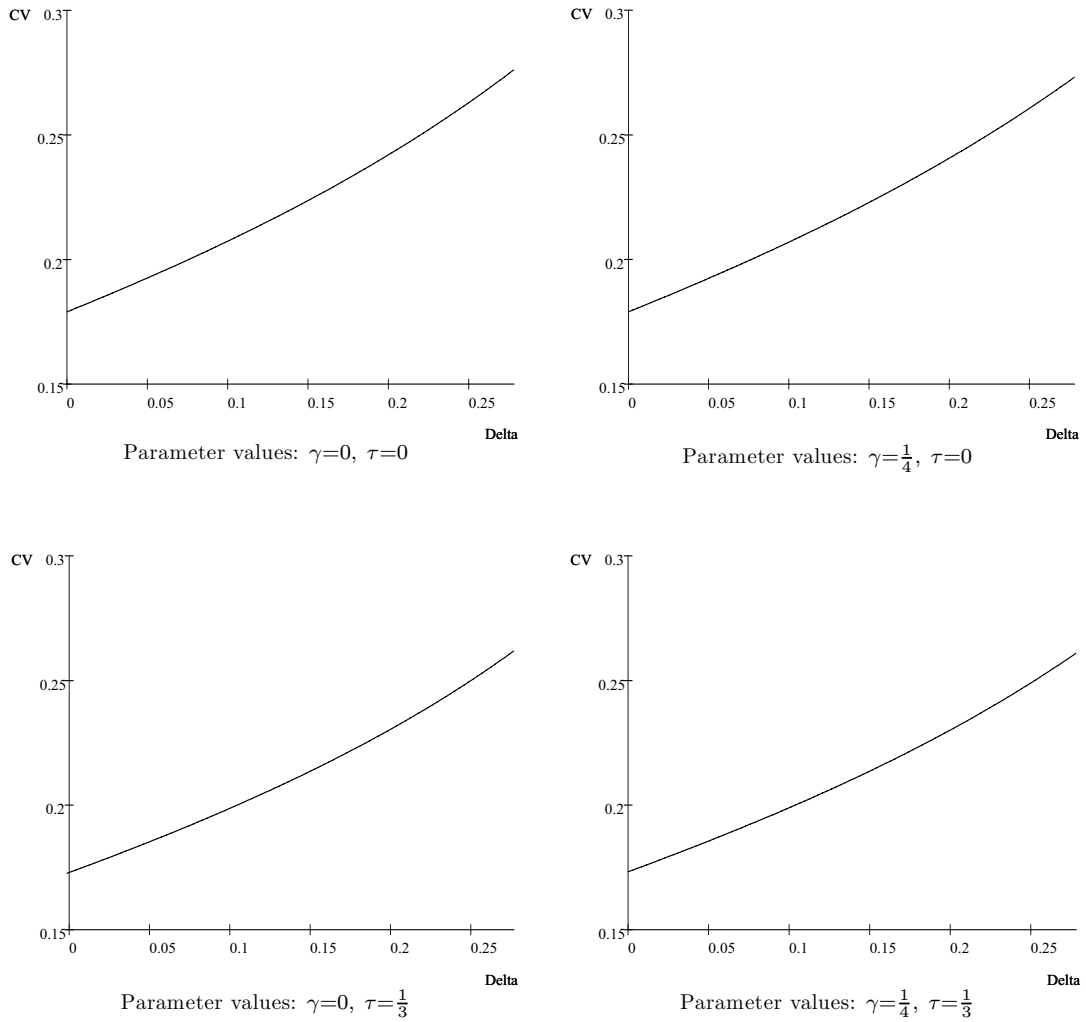 CV 0.3
0.25
0.2
0.15
0 0.05 0.1 0.15 0.2 0.25
Delta
Parameter values: γ=0, τ=0
CV 0.3
0.25
0.2
0.15
0 0.05 0.1 0.15 0.2 0.25
Delta
Parameter values: γ=1/4, τ=0
CV 0.3
0.25
0.2
0.15
0 0.05 0.1 0.15 0.2 0.25
Delta
Parameter values: γ=0, τ=1/3
CV 0.3
0.25
0.2
0.15
0 0.05 0.1 0.15 0.2 0.25
Delta
Parameter values: γ=1/4, τ=1/3